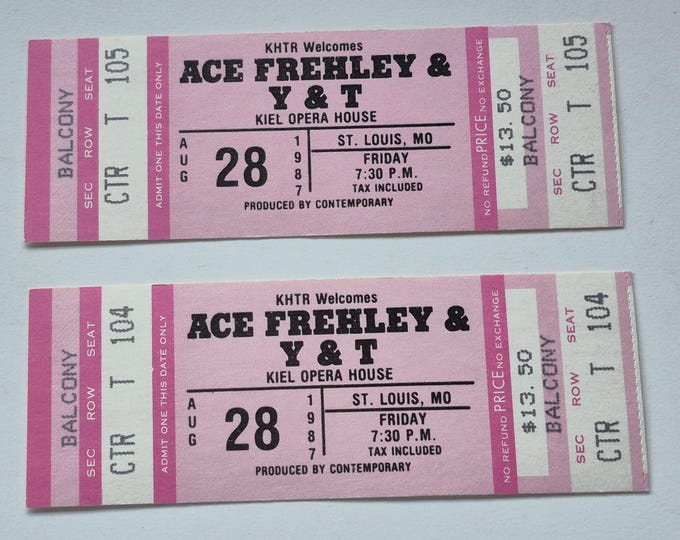 BALCONY
SEC ROW SEAT
CTR T 105
ADMIT ONE THIS DATE ONLY
KHTR Welcomes
ACE FREHLEY &
Y & T
KIEL OPERA HOUSE
AUG 28 1987
ST. LOUIS, MO
FRIDAY
7:30 P.M.
TAX INCLUDED
PRODUCED BY CONTEMPORARY
NO REFUND PRICE NO EXCHANGE
$13.50
BALCONY
SEC ROW SEAT
CTR T 105
BALCONY
SEC ROW SEAT
CTR T 104
ADMIT ONE THIS DATE ONLY
KHTR Welcomes
ACE FREHLEY &
Y & T
KIEL OPERA HOUSE
AUG 28 1987
ST. LOUIS, MO
FRIDAY
7:30 P.M.
TAX INCLUDED
PRODUCED BY CONTEMPORARY
NO REFUND PRICE NO EXCHANGE
$13.50
BALCONY
SEC ROW SEAT
CTR T 104